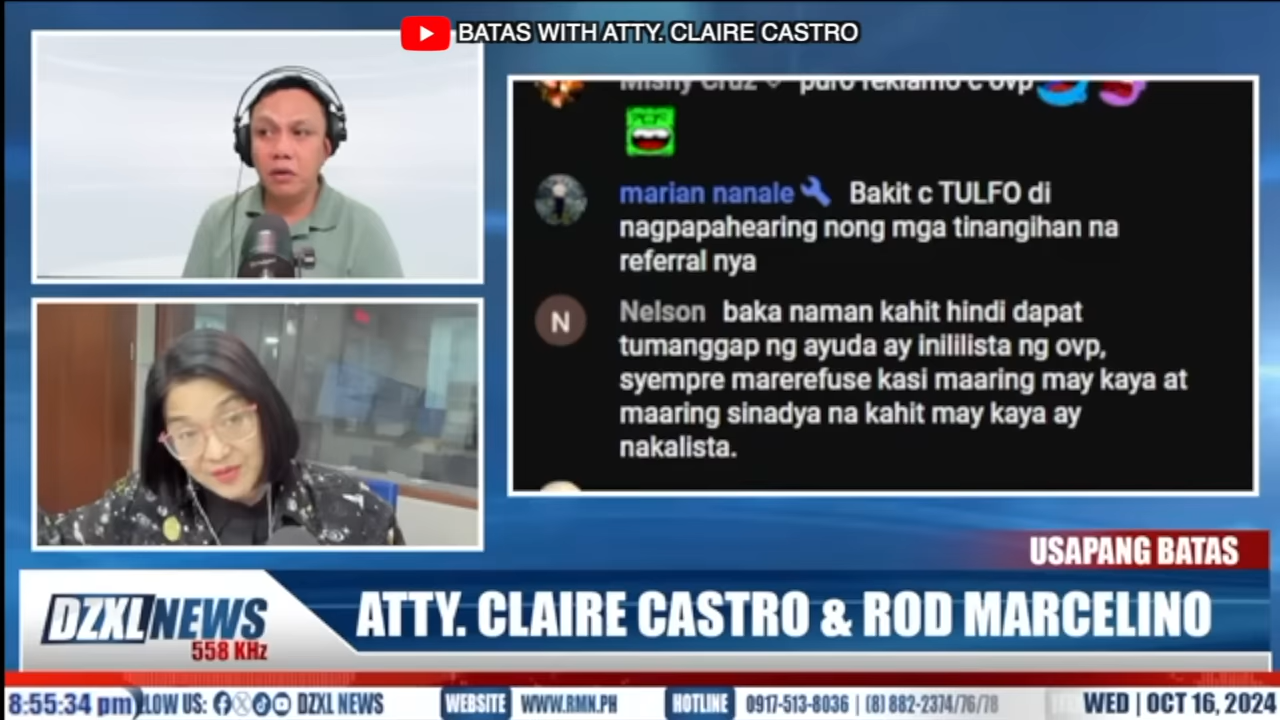 BATAS WITH ATTY. CLAIRE CASTRO
Mishy Cruz puro reklamo c ovp
marian nanale Bakit c TULFO di
nagpapahearing nong mga tinangihan na
referral nya
N
Nelson baka naman kahit hindi dapat
tumanggap ng ayuda ay inililista ng ovp,
syempre marerefuse kasi maaring may kaya at
maaring sinadya na kahit may kaya ay
nakalista.
USAPANG BATAS
DZXL NEWS
558 KHz
ATTY. CLAIRE CASTRO & ROD MARCELINO
8:55:34 pm LOW US: DZXL NEWS WEBSITE WWW.RMN.PH HOTLINE 0917-513-8036 | (8) 882-2374/76/78 WED | OCT 16, 2024